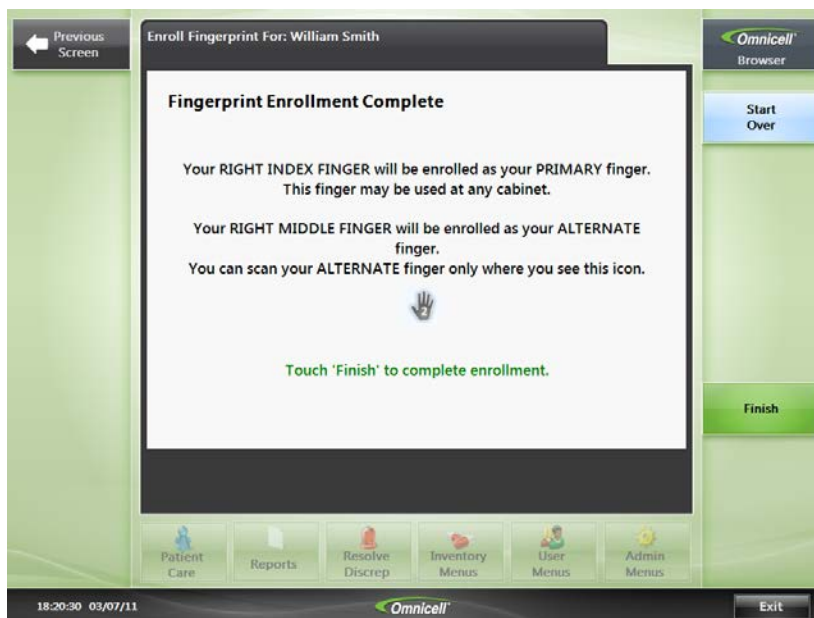 Previous
Screen
Enroll Fingerprint For: William Smith
Omnicell
Browser
Fingerprint Enrollment Complete
Start
Over
Your RIGHT INDEX FINGER will be enrolled as your PRIMARY finger.
This finger may be used at any cabinet.
Your RIGHT MIDDLE FINGER will be enrolled as your ALTERNATE
finger.
You can scan your ALTERNATE finger only where you see this icon.
2
Touch 'Finish' to complete enrollment.
Finish
Patient
Care
Reports
Resolve
Discrep
Inventory
Menus
User
Menus
Admin
Menus
18:20:30 03/07/11
Omnicell
Exit